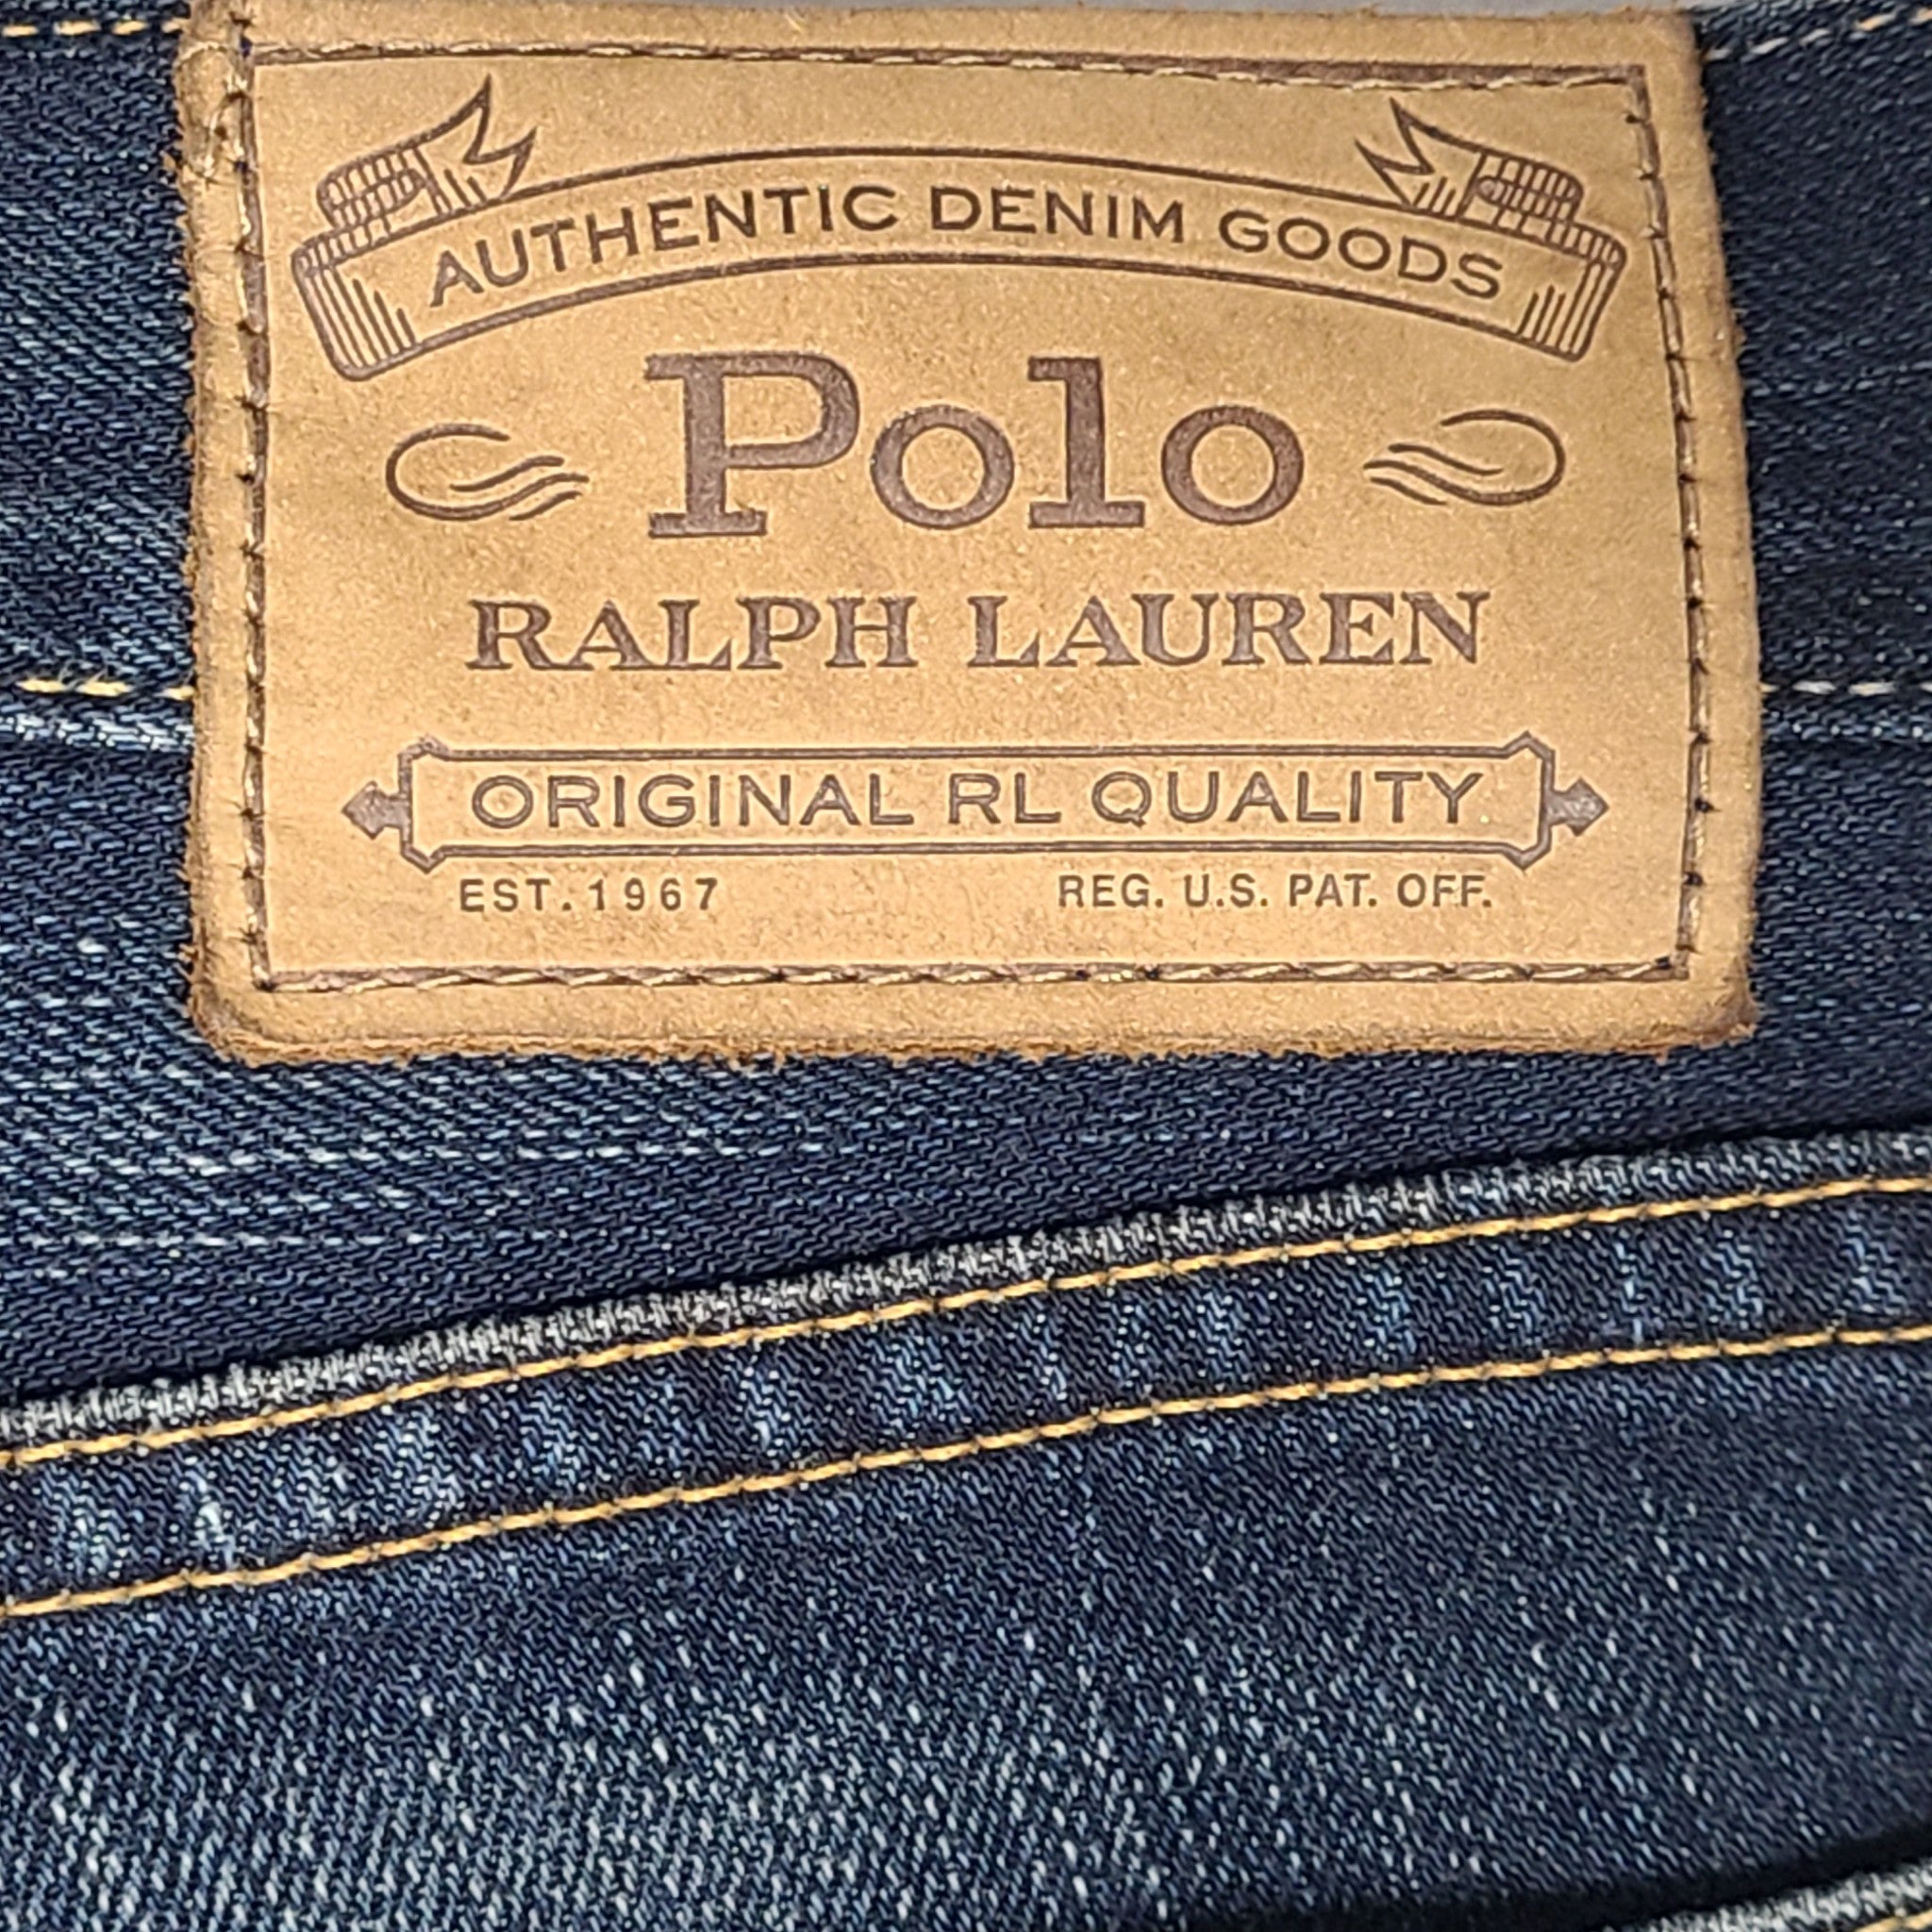 AUTHENTIC DENIM GOODS
Polo
RALPH LAUREN
ORIGINAL RL QUALITY
EST. 1967 REG. U.S. PAT. OFF.